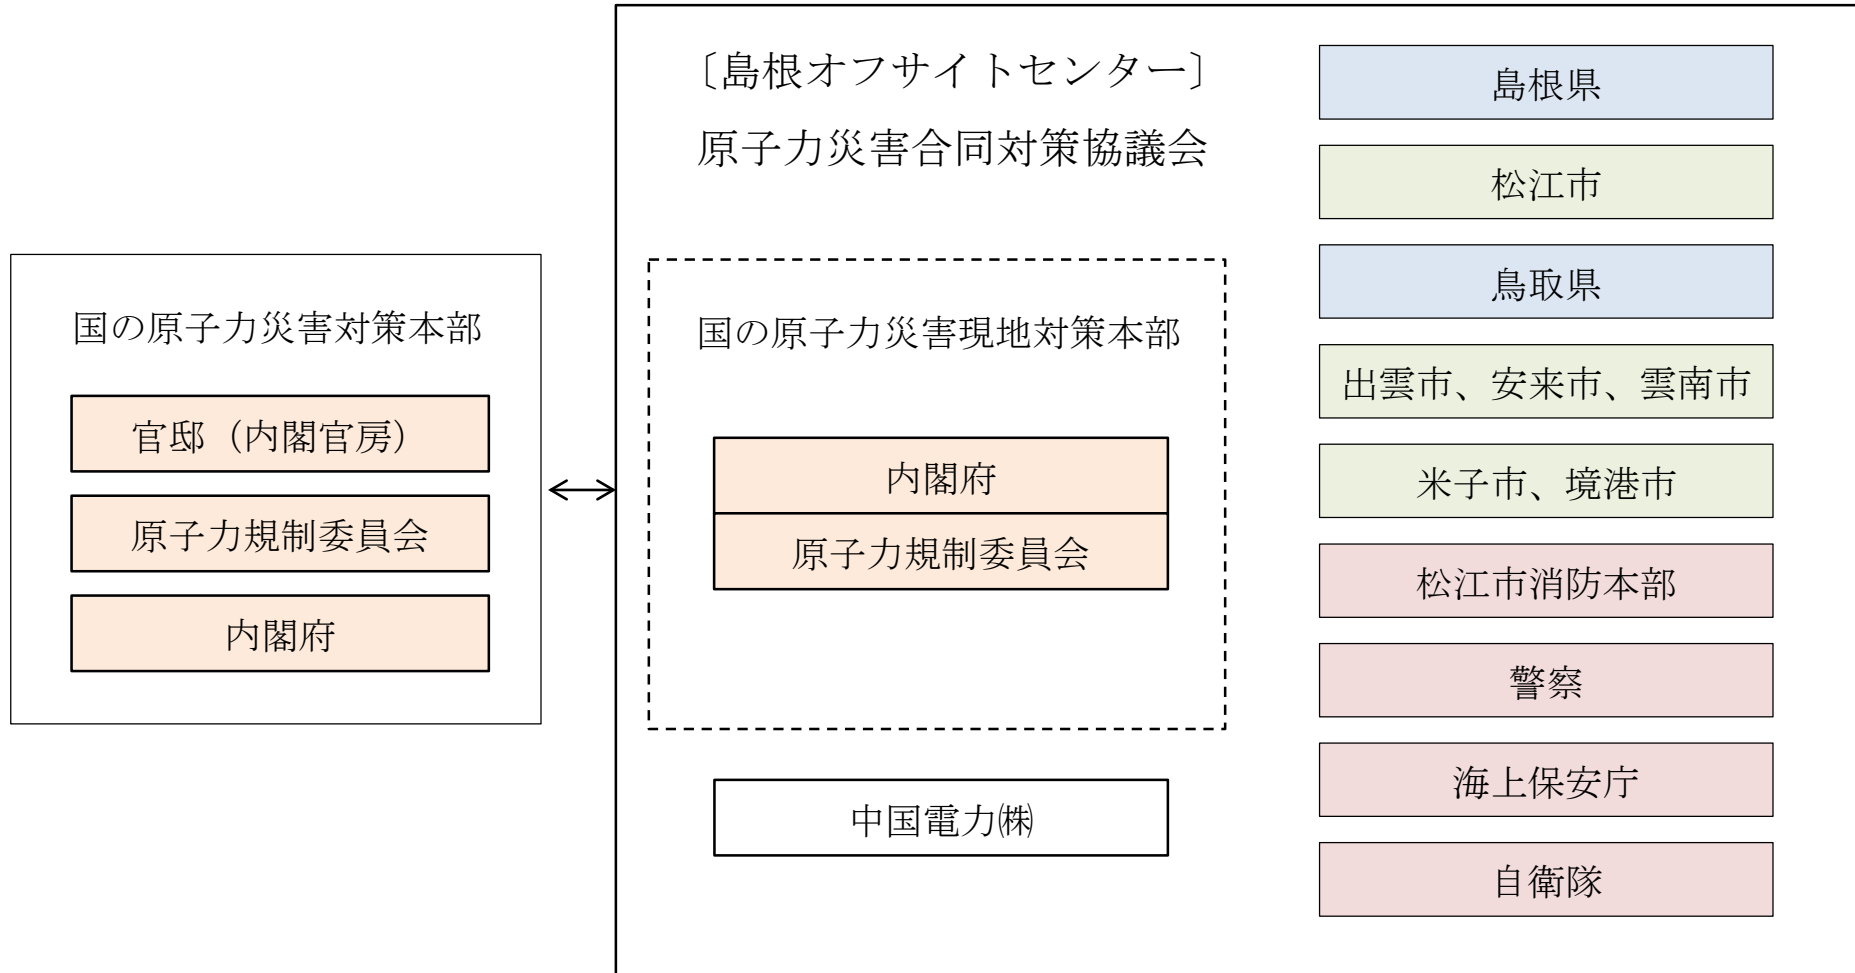 国の原子力災害対策本部
官邸（内閣官房）
原子力規制委員会
内閣府
〔島根オフサイトセンター〕
原子力災害合同対策協議会
国の原子力災害現地対策本部
内閣府
原子力規制委員会
中国電力㈱
島根県
松江市
鳥取県
出雲市、安来市、雲南市
米子市、境港市
松江市消防本部
警察
海上保安庁
自衛隊